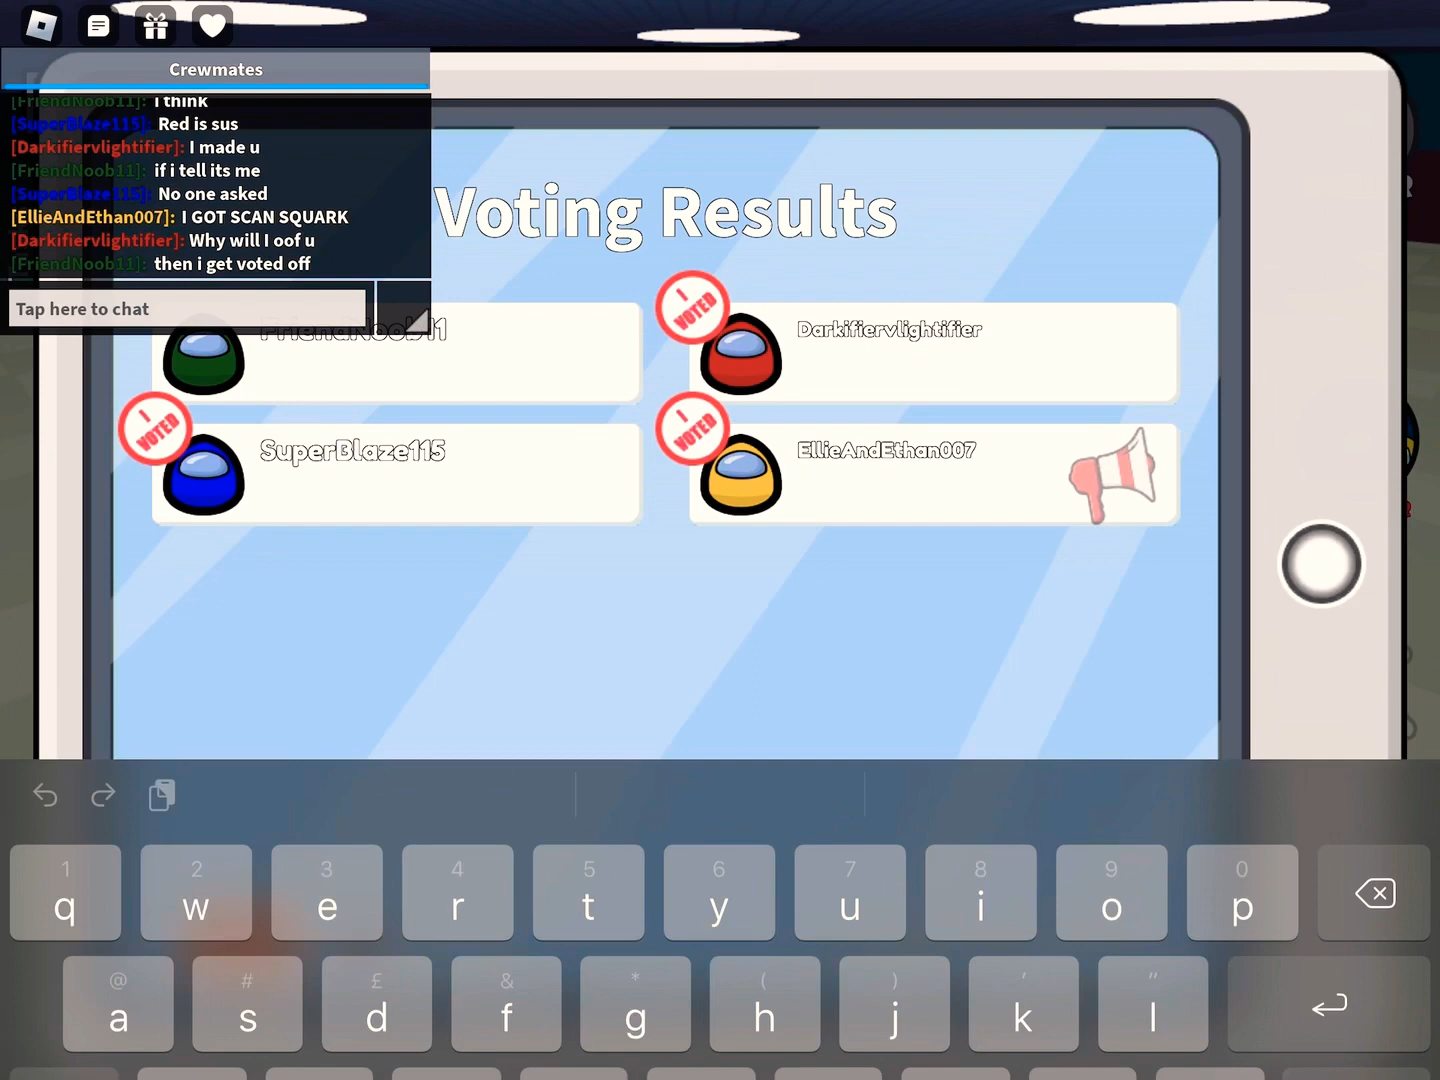 Crewmates
[FriendNoob11]: i think
[SuperBlaze115]: Red is sus
[Darkifiervlightifier]: I made u
[FriendNoob11]: if i tell its me
[SuperBlaze115]: No one asked
[EllieAndEthan007]: I GOT SCAN SQUARK
[Darkifiervlightifier]: Why will I oof u
[FriendNoob11]: then i get voted off
Tap here to chat
Voting Results
FriendNoob11
I VOTED
Darkifiervlightifier
I VOTED
SuperBlaze115
I VOTED
EllieAndEthan007
1 2 3 4 5 6 7 8 9 0
q w e r t y u i o p
@ # £ & * ( ) ' "
a s d f g h j k l